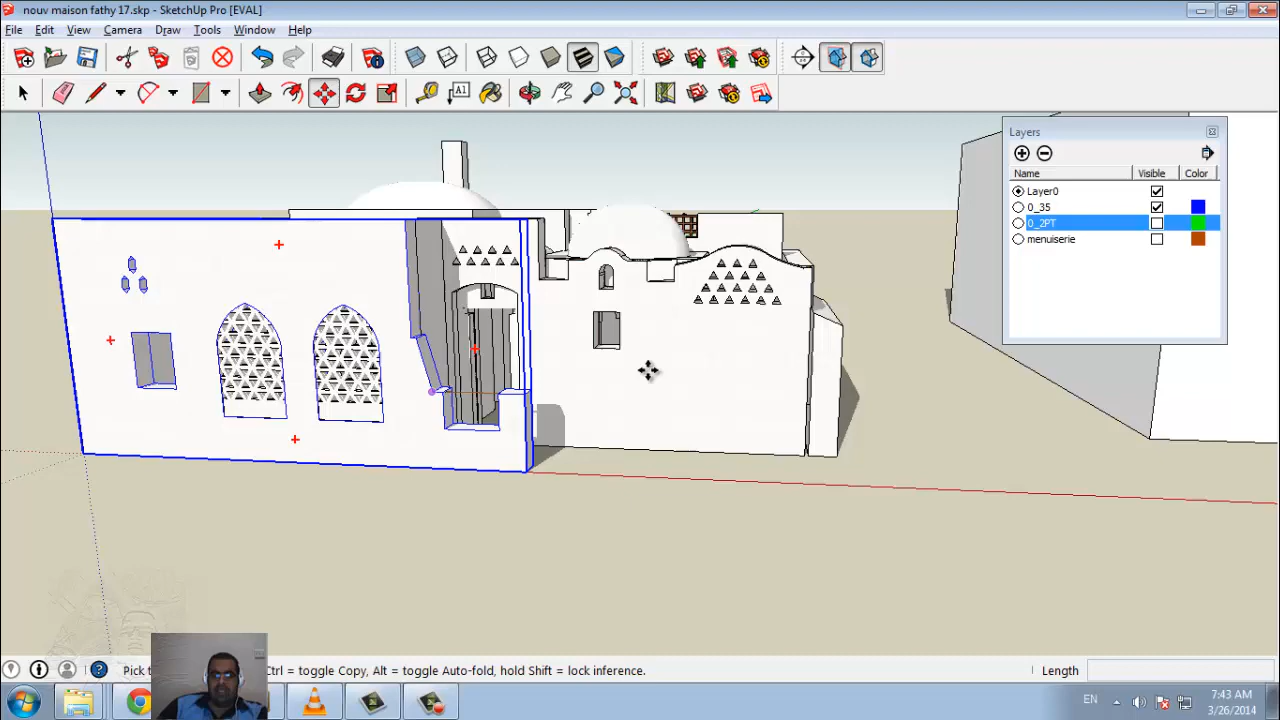 nouv maison fathy 17.skp - SketchUp Pro [EVAL]
File Edit View Camera Draw Tools Window Help
A1
Layers
Name Visible Color
Layer0
0_35
0_2PT
menuiserie
Pick t
Ctrl = toggle Copy, Alt = toggle Auto-fold, hold Shift = lock inference.
Length
EN
7:43 AM
3/26/2014